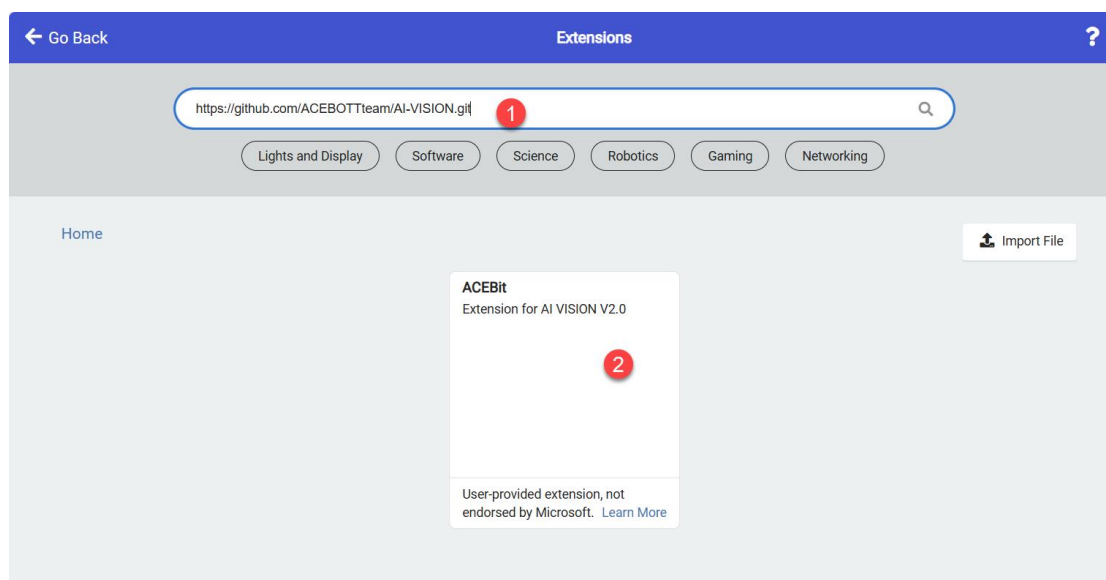 Go Back
Extensions
?
https://github.com/ACEBOTTteam/AI-VISION.git
1
Lights and Display
Software
Science
Robotics
Gaming
Networking
Home
Import File
ACEBit
Extension for AI VISION V2.0
2
User-provided extension, not
endorsed by Microsoft. Learn More